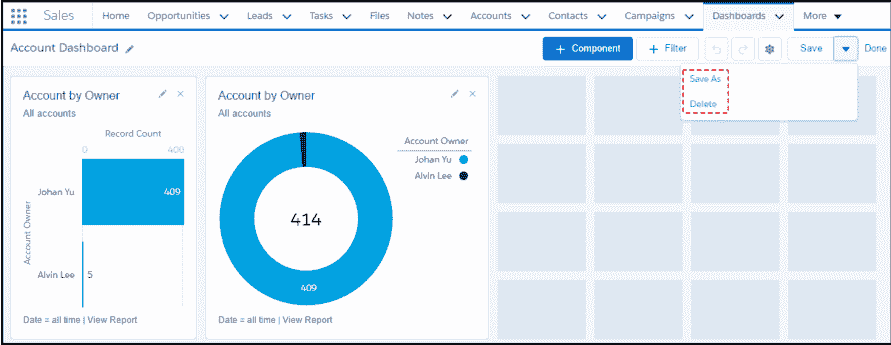 Sales Home Opportunities Leads Tasks Files Notes Accounts Contacts Campaigns Dashboards More
Account Dashboard + Component + Filter Save Done
Save As
Delete
Account by Owner
All accounts
Record Count
0 400
Account Owner
Johan Yu 409
Alvin Lee 5
Date = all time | View Report
Account by Owner
All accounts
414
409
Account Owner
Johan Yu
Alvin Lee
Date = all time | View Report